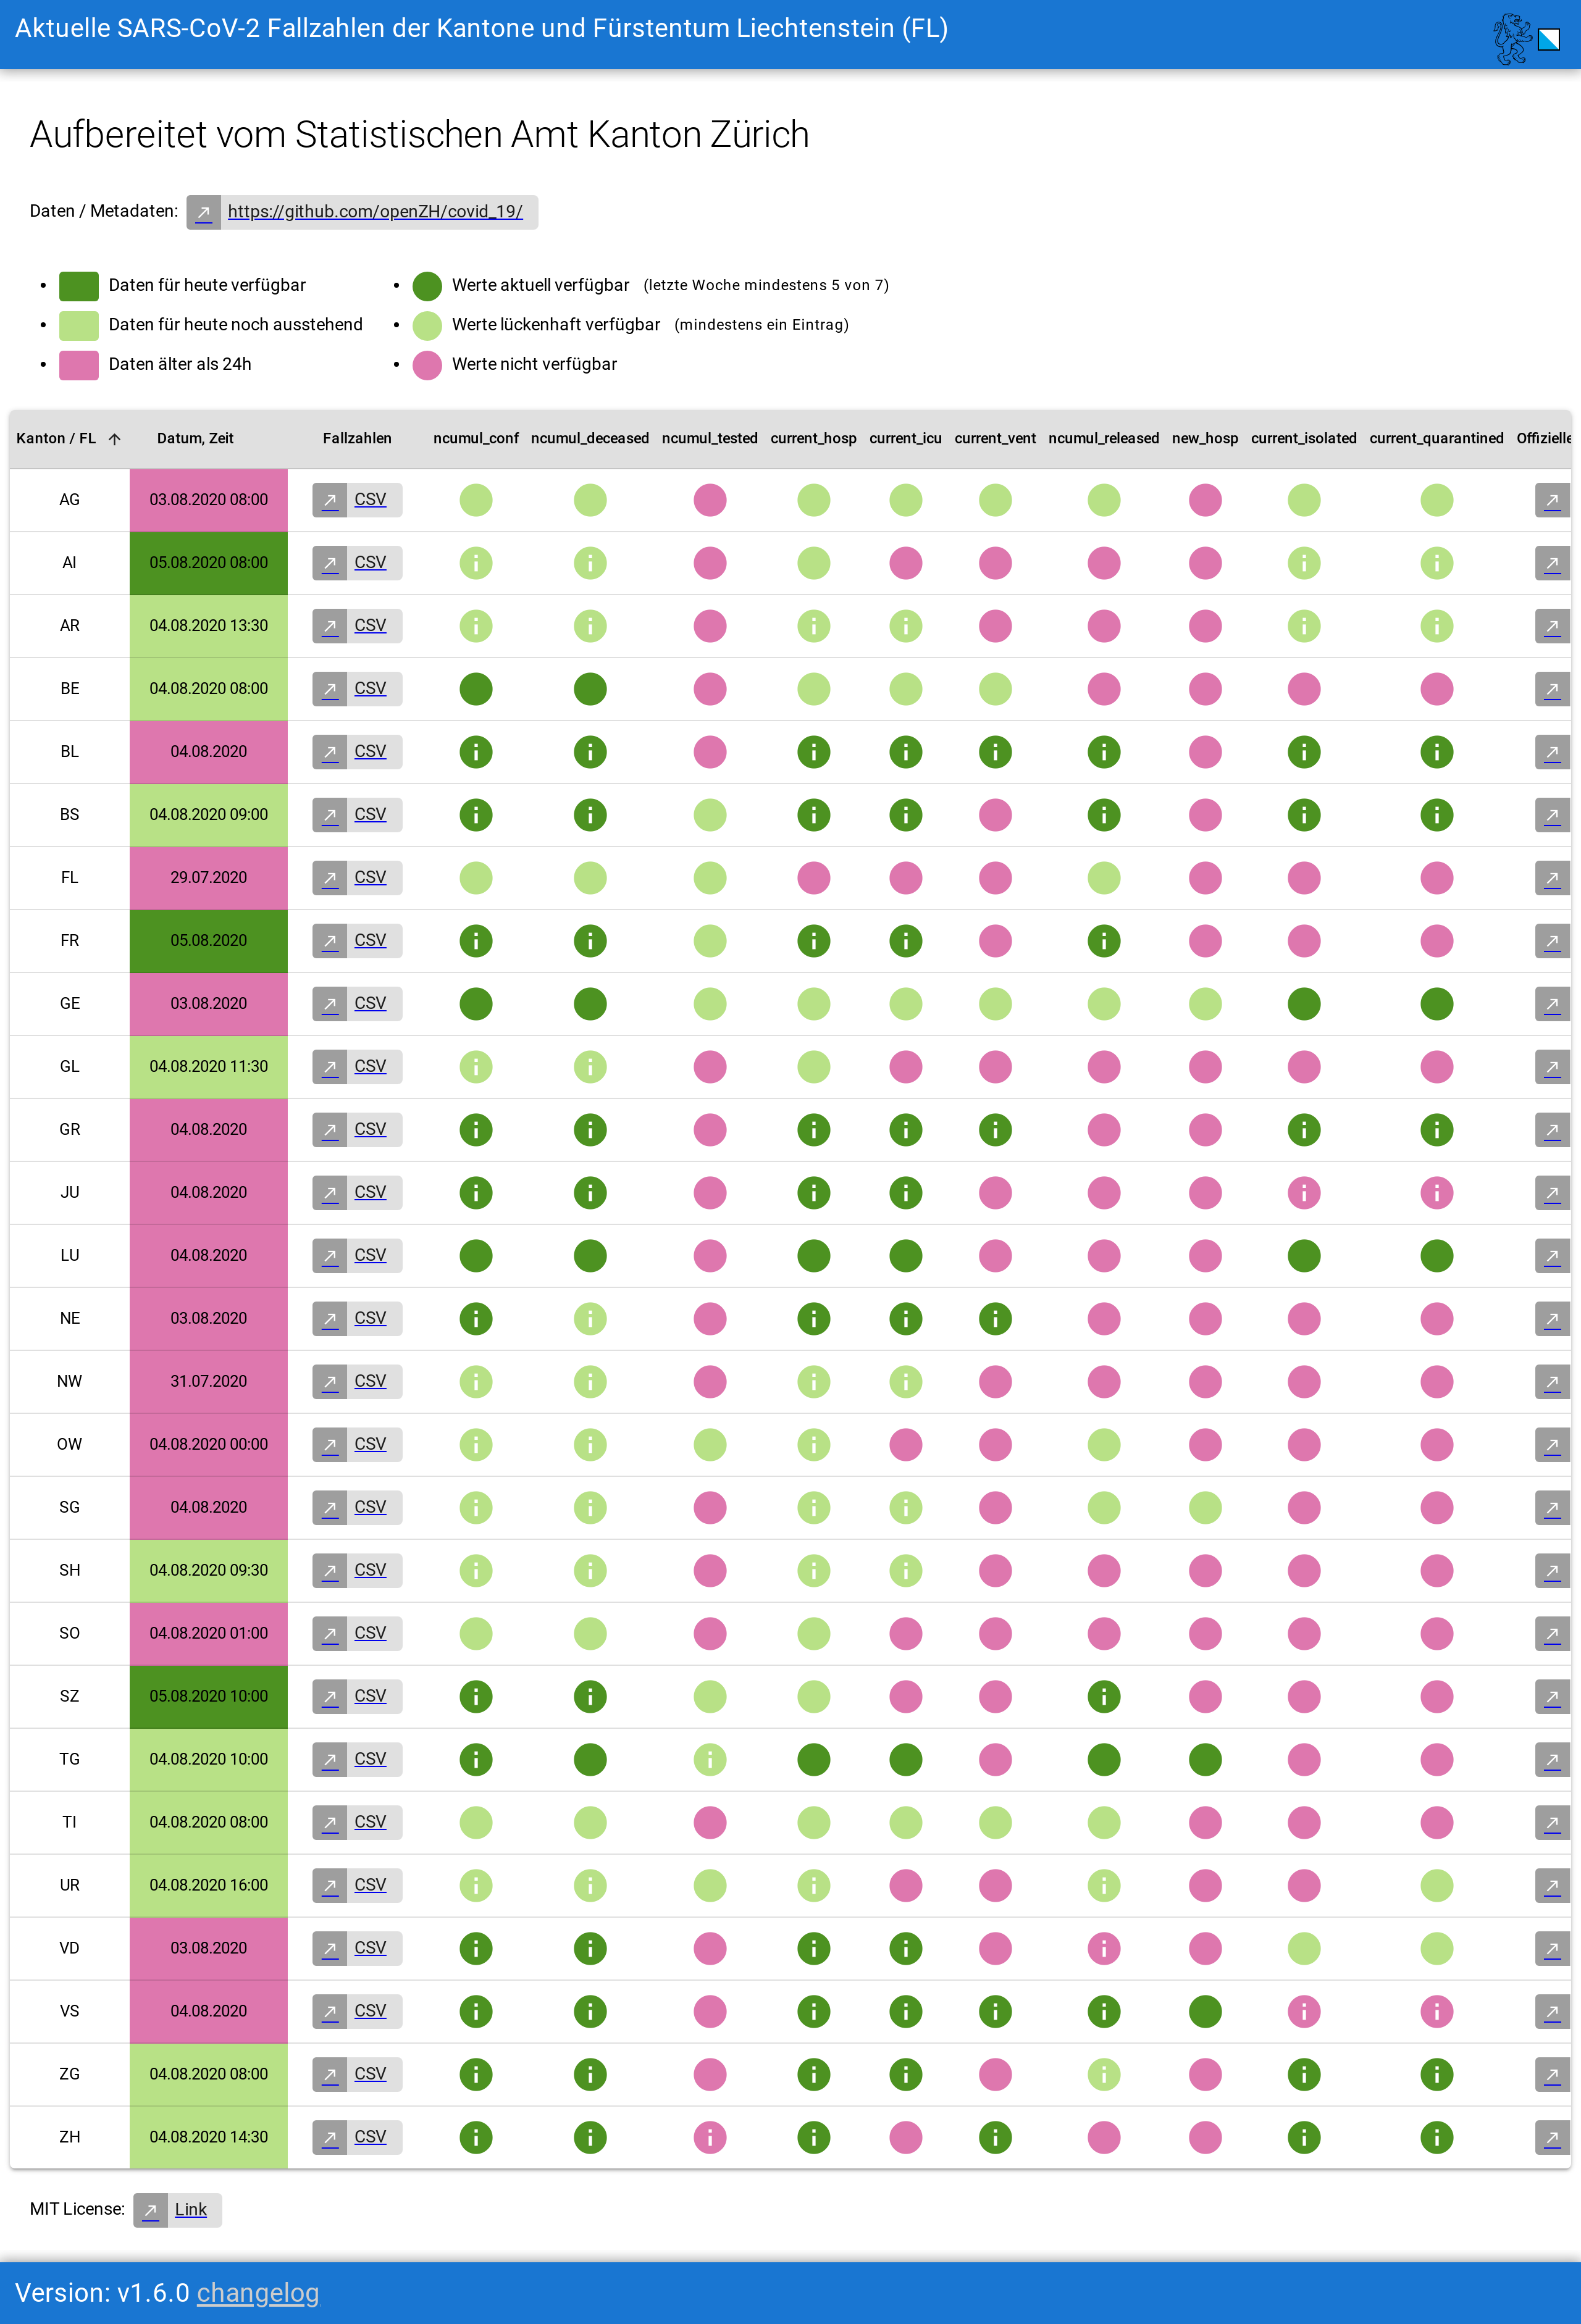 Aktuelle SARS-CoV-2 Fallzahlen der Kantone und Fürstentum Liechtenstein (FL)
Aufbereitet vom Statistischen Amt Kanton Zürich
Daten / Metadaten: https://github.com/openZH/covid_19/
Daten für heute verfügbar
Daten für heute noch ausstehend
Daten älter als 24h
Werte aktuell verfügbar (letzte Woche mindestens 5 von 7)
Werte lückenhaft verfügbar (mindestens ein Eintrag)
Werte nicht verfügbar
Kanton / FL Datum, Zeit Fallzahlen ncumul_conf ncumul_deceased ncumul_tested current_hosp current_icu current_vent ncumul_released new_hosp current_isolated current_quarantined Offizielle
AG 03.08.2020 08:00 CSV
AI 05.08.2020 08:00 CSV
AR 04.08.2020 13:30 CSV
BE 04.08.2020 08:00 CSV
BL 04.08.2020 CSV
BS 04.08.2020 09:00 CSV
FL 29.07.2020 CSV
FR 05.08.2020 CSV
GE 03.08.2020 CSV
GL 04.08.2020 11:30 CSV
GR 04.08.2020 CSV
JU 04.08.2020 CSV
LU 04.08.2020 CSV
NE 03.08.2020 CSV
NW 31.07.2020 CSV
OW 04.08.2020 00:00 CSV
SG 04.08.2020 CSV
SH 04.08.2020 09:30 CSV
SO 04.08.2020 01:00 CSV
SZ 05.08.2020 10:00 CSV
TG 04.08.2020 10:00 CSV
TI 04.08.2020 08:00 CSV
UR 04.08.2020 16:00 CSV
VD 03.08.2020 CSV
VS 04.08.2020 CSV
ZG 04.08.2020 08:00 CSV
ZH 04.08.2020 14:30 CSV
MIT License: Link
Version: v1.6.0 changelog